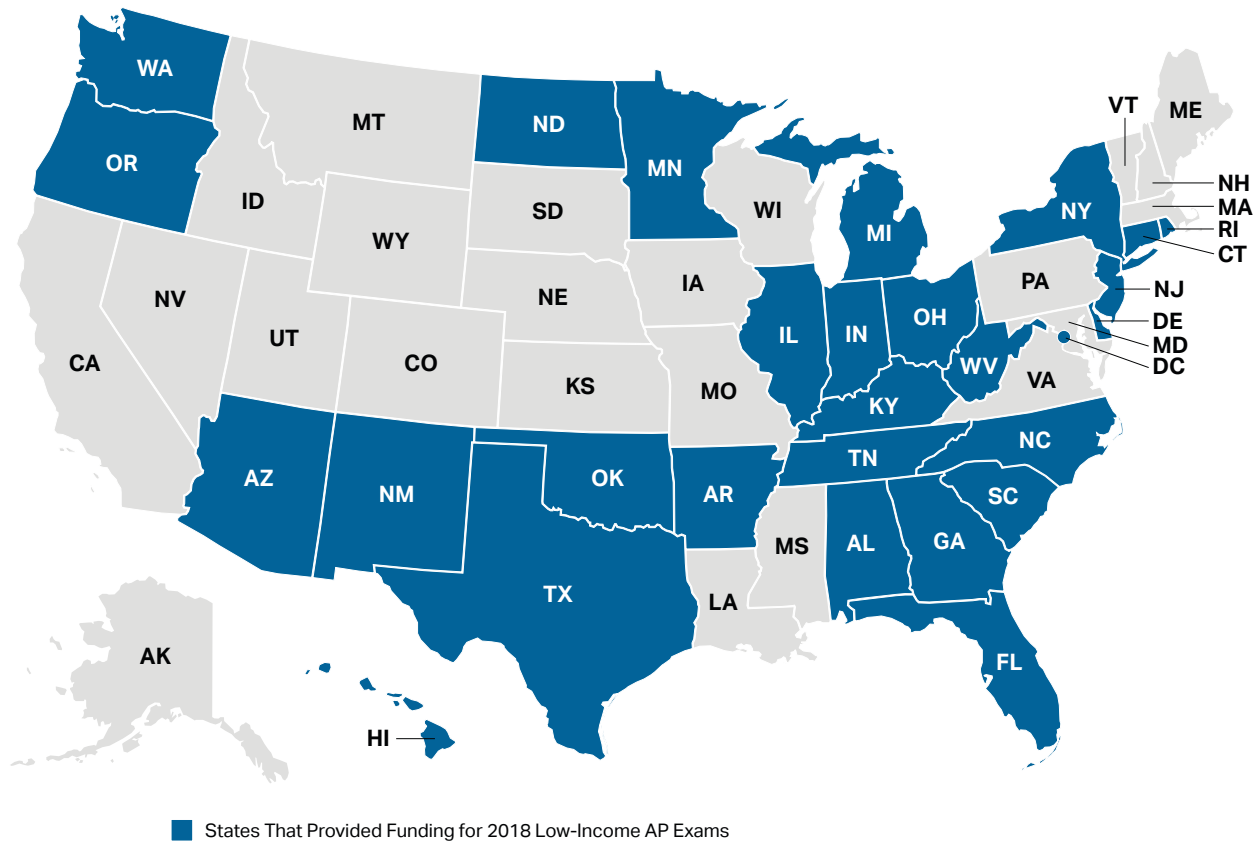 WA
MT
ND
MN
VT
ME
OR
ID
SD
WI
MI
NY
NH
MA
RI
CT
WY
NV
NE
IA
PA
NJ
UT
CO
IL
IN
OH
DE
MD
DC
CA
KS
MO
WV
VA
KY
AZ
NM
OK
AR
TN
NC
SC
MS
AL
GA
TX
LA
AK
FL
HI
States That Provided Funding for 2018 Low-Income AP Exams